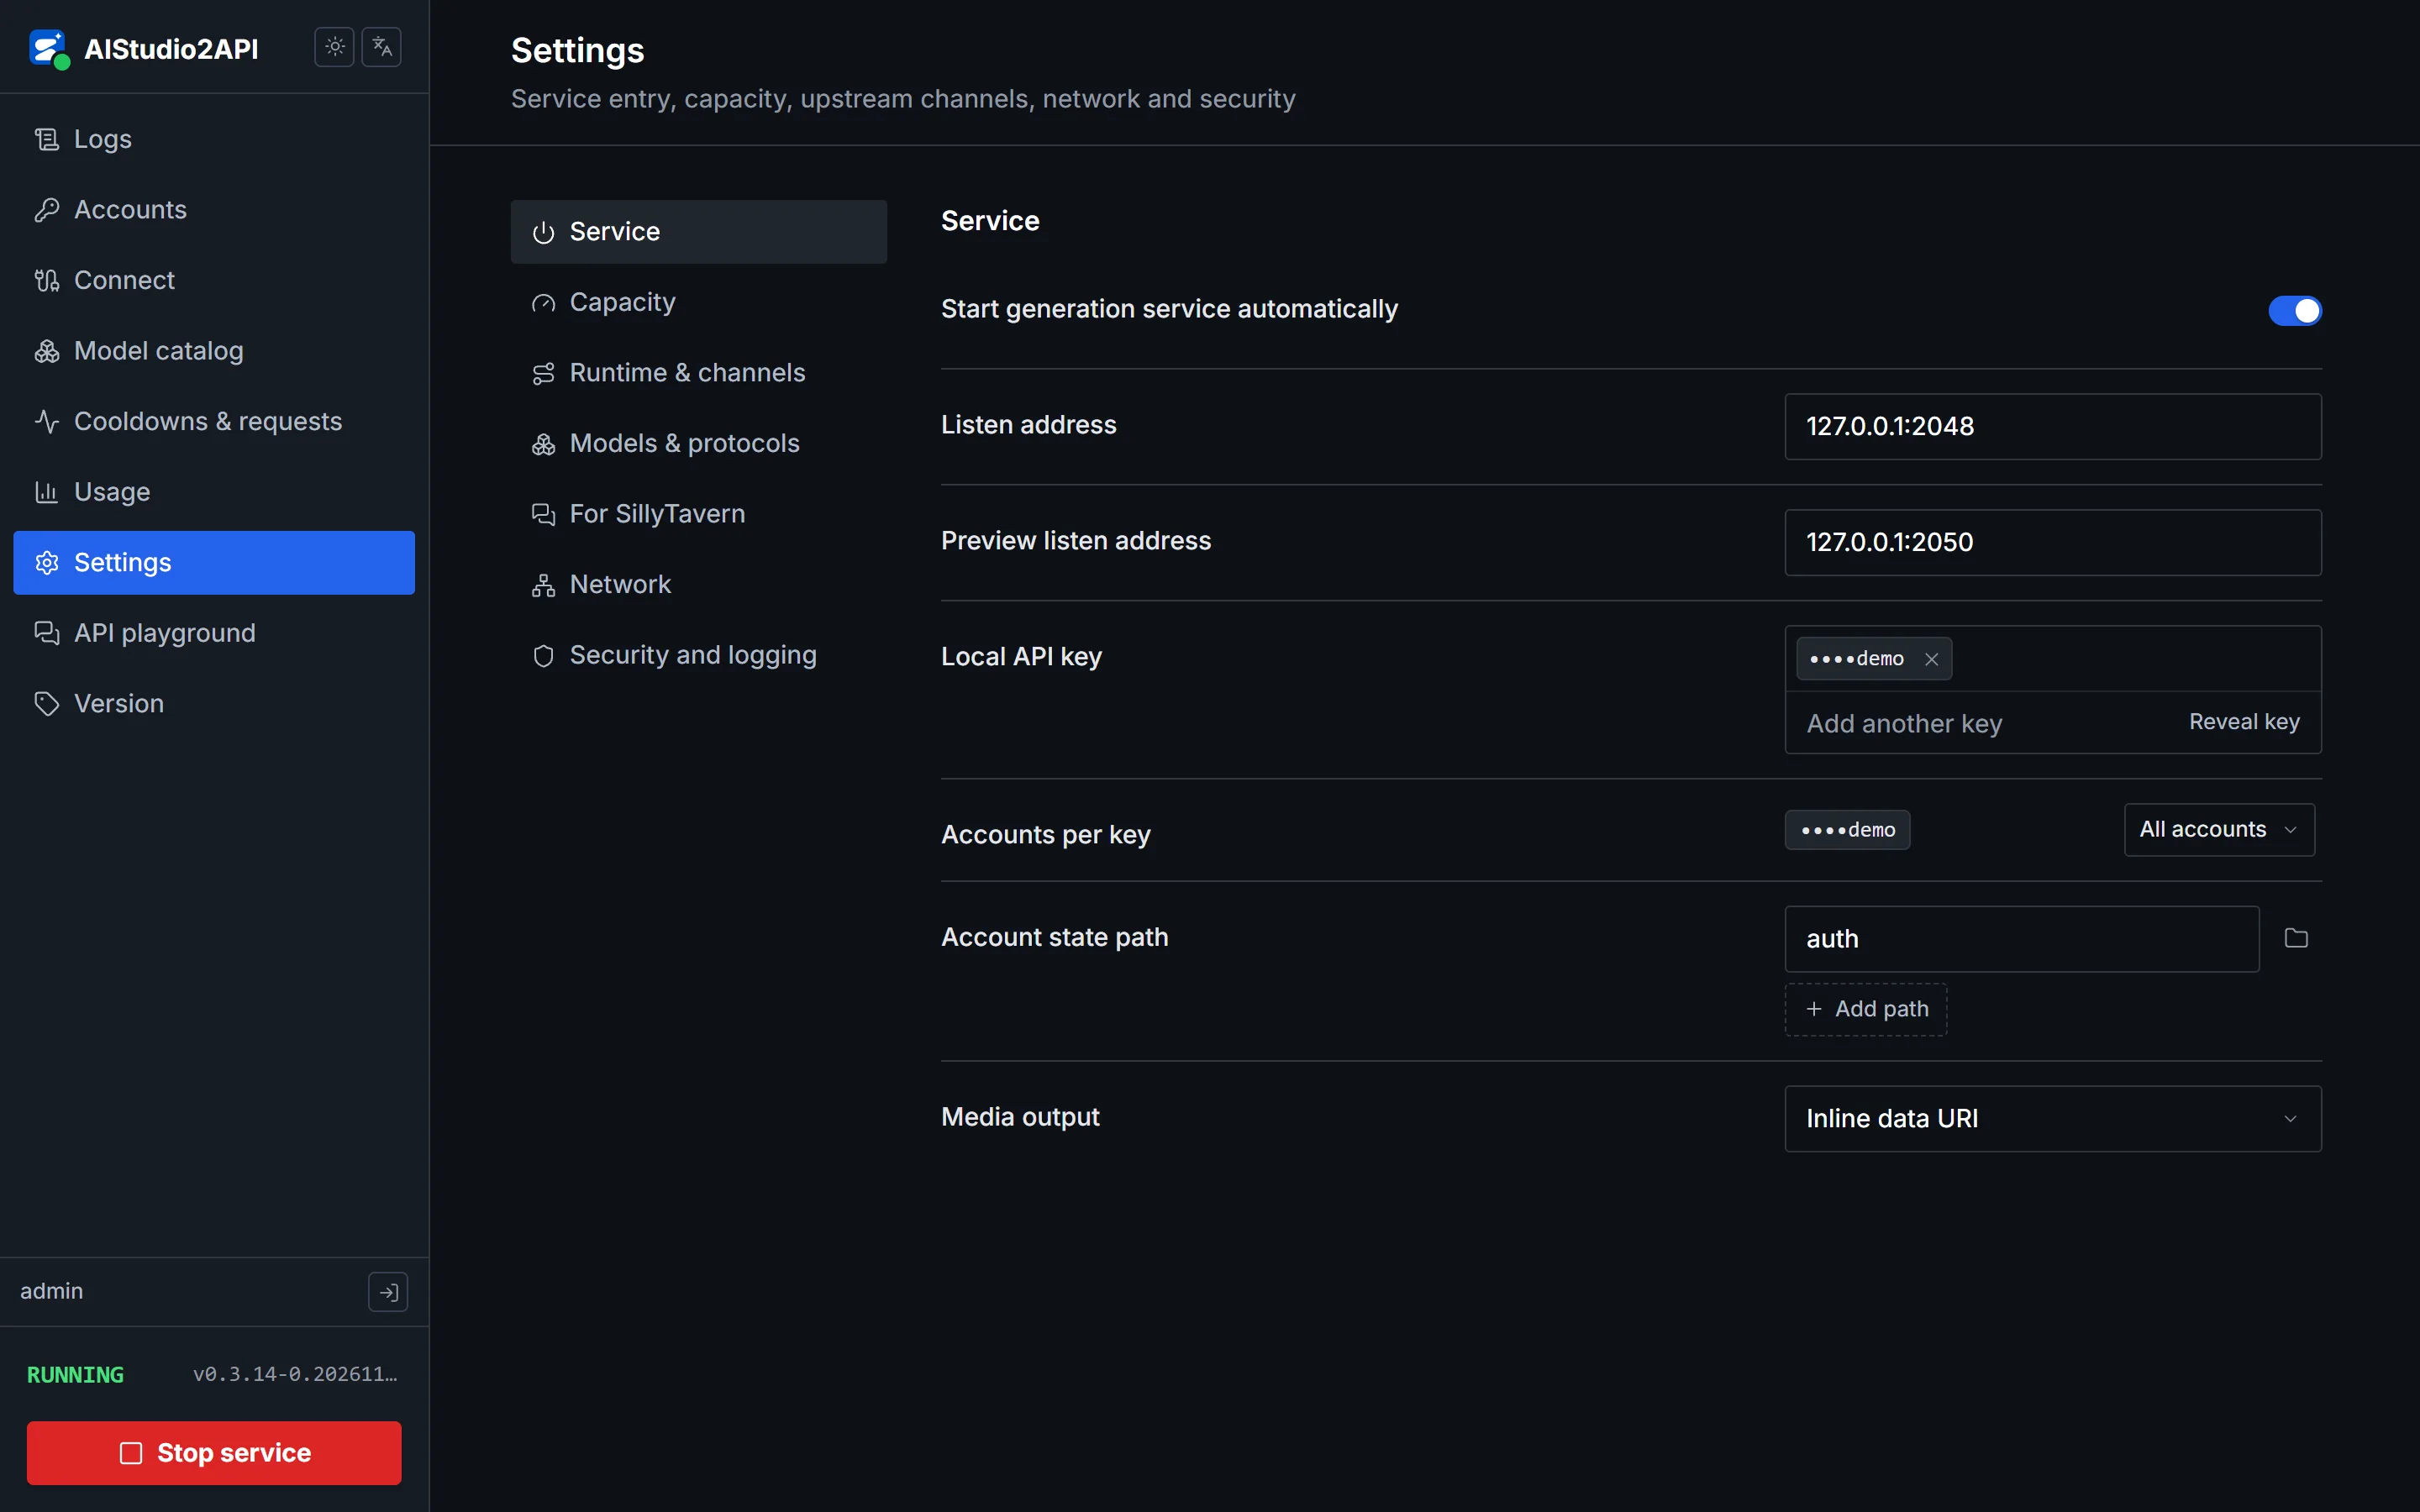 AIStudio2API
Logs
Accounts
Connect
Model catalog
Cooldowns & requests
Usage
Settings
API playground
Version
admin
RUNNING
v0.3.14-0.202611…
Stop service
Settings
Service entry, capacity, upstream channels, network and security
Service
Capacity
Runtime & channels
Models & protocols
For SillyTavern
Network
Security and logging
Service
Start generation service automatically
Listen address
127.0.0.1:2048
Preview listen address
127.0.0.1:2050
Local API key
••••demo
Add another key
Reveal key
Accounts per key
••••demo
All accounts
Account state path
auth
Add path
Media output
Inline data URI